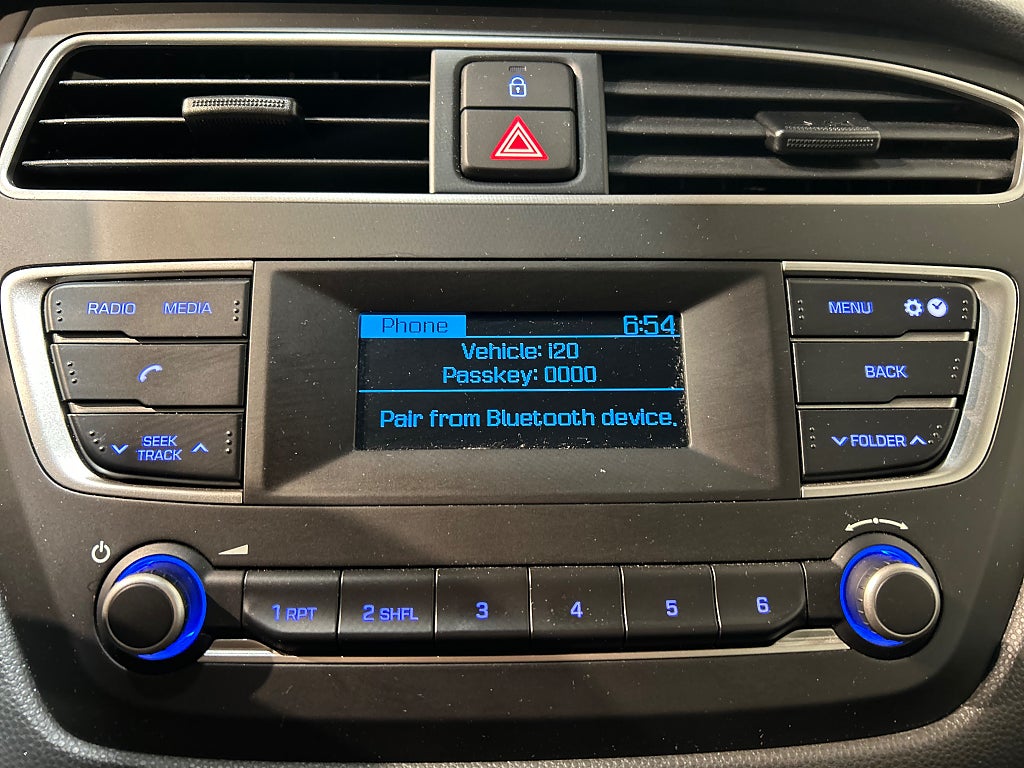 RADIO MEDIA
SEEK
TRACK
Phone 6:54
Vehicle: i20
Passkey: 0000
Pair from Bluetooth device.
MENU
BACK
FOLDER
1 RPT 2 SHFL 3 4 5 6